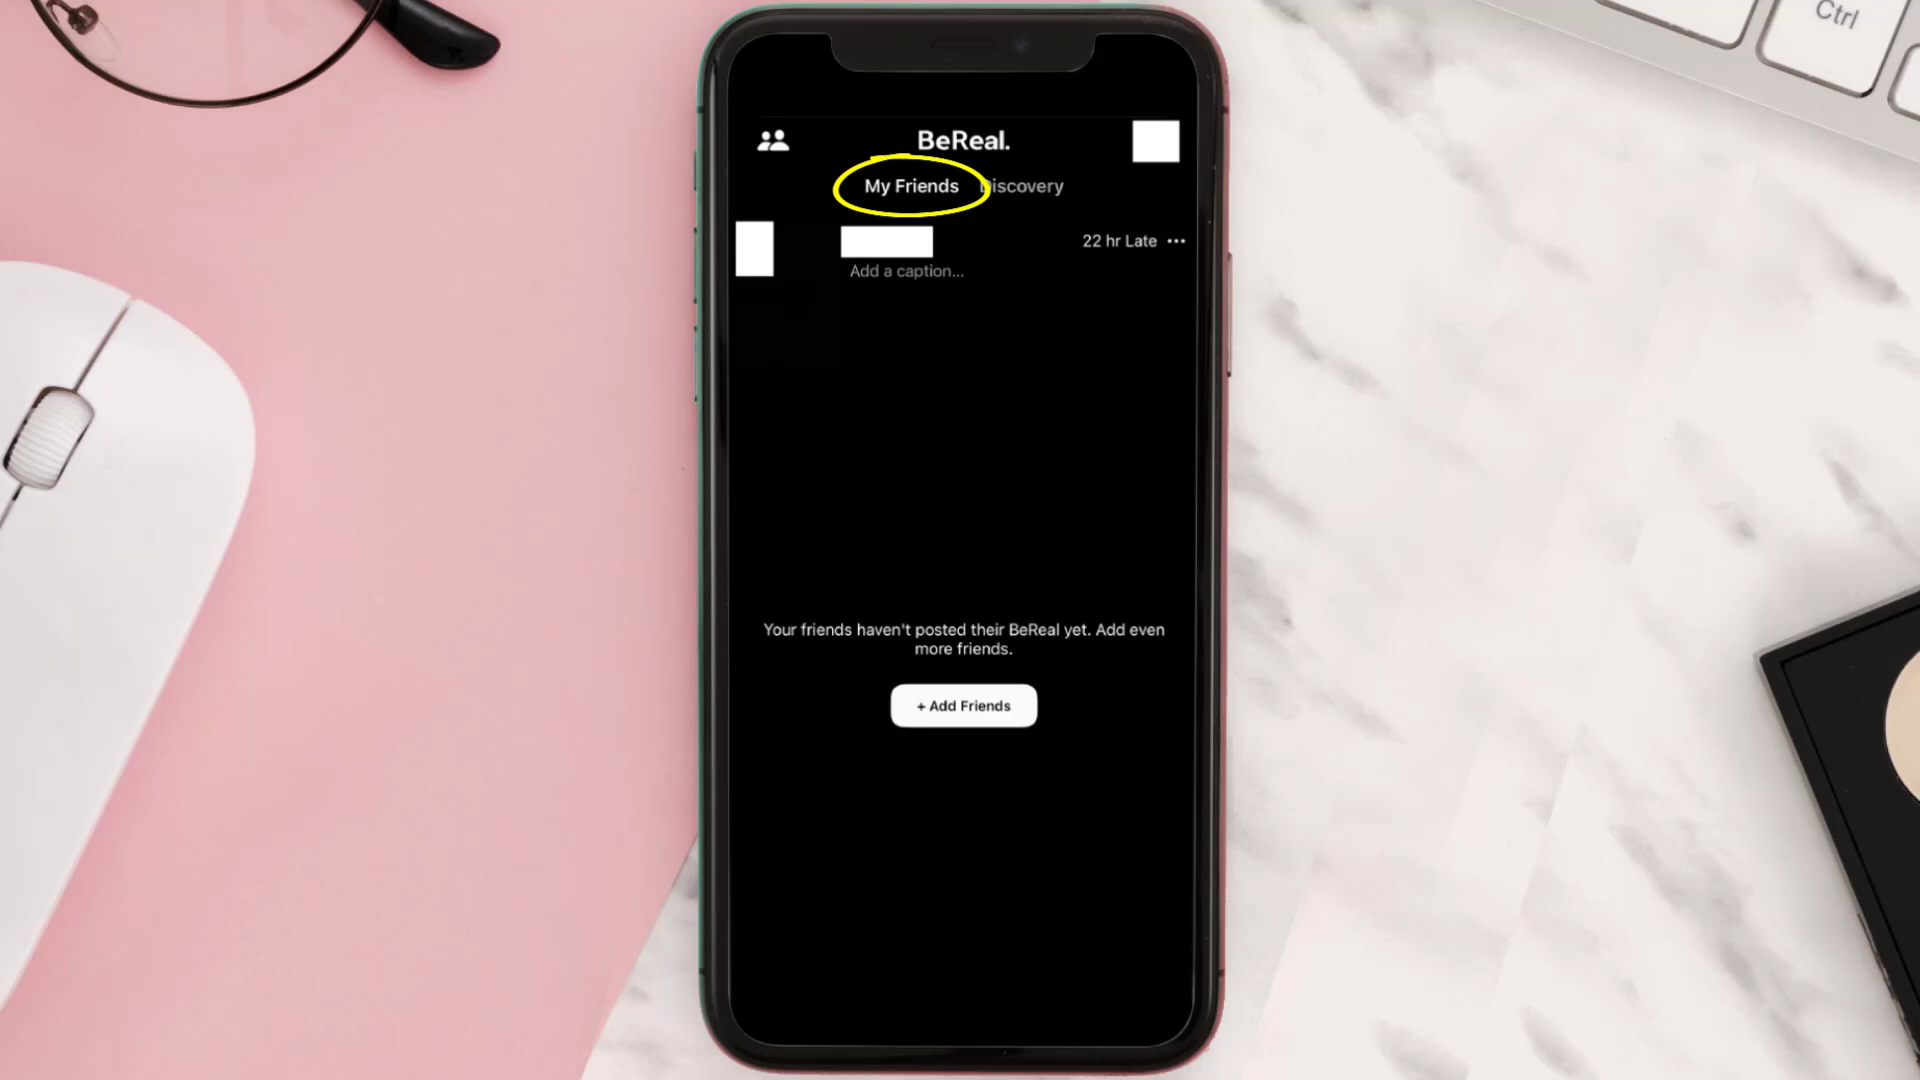 Ctrl
BeReal.
My Friends Discovery
22 hr Late
Add a caption...
Your friends haven't posted their BeReal yet. Add even
more friends.
+ Add Friends